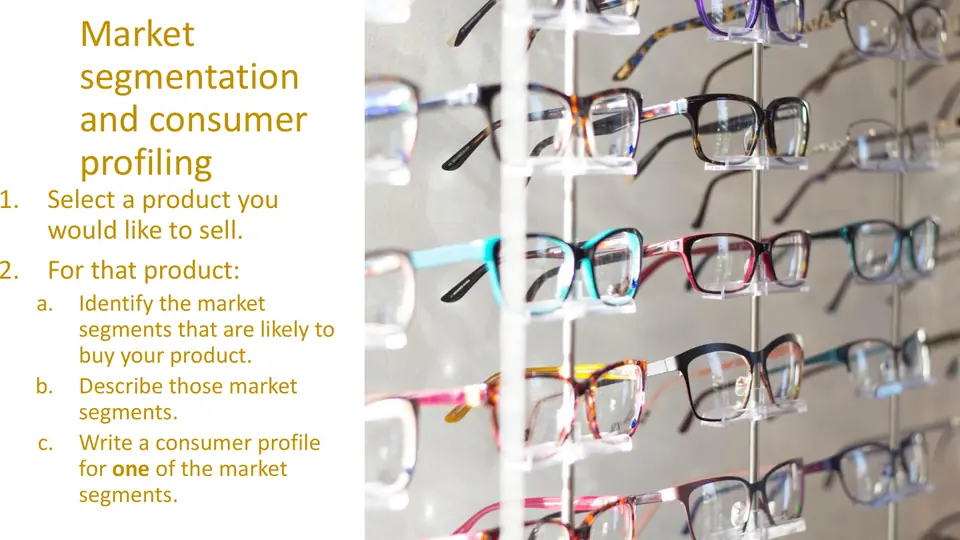 Market
segmentation
and consumer
profiling
1. Select a product you
would like to sell.
2. For that product:
a. Identify the market
segments that are likely to
buy your product.
b. Describe those market
segments.
c. Write a consumer profile
for one of the market
segments.